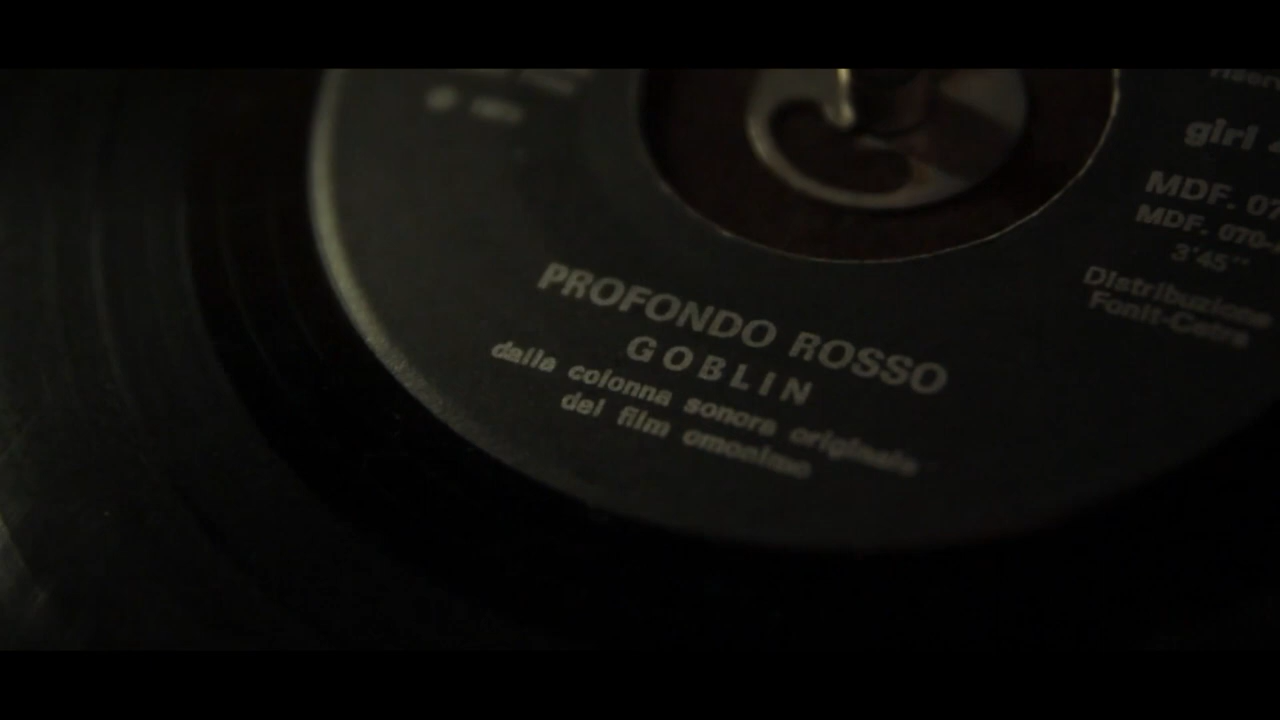 PROFONDO ROSSO
GOBLIN
dalla colonna sonora originale
del film omonimo
girl
MDF. 07
MDF. 070-
3'45''
Distribuzione
Fonit-Cetra